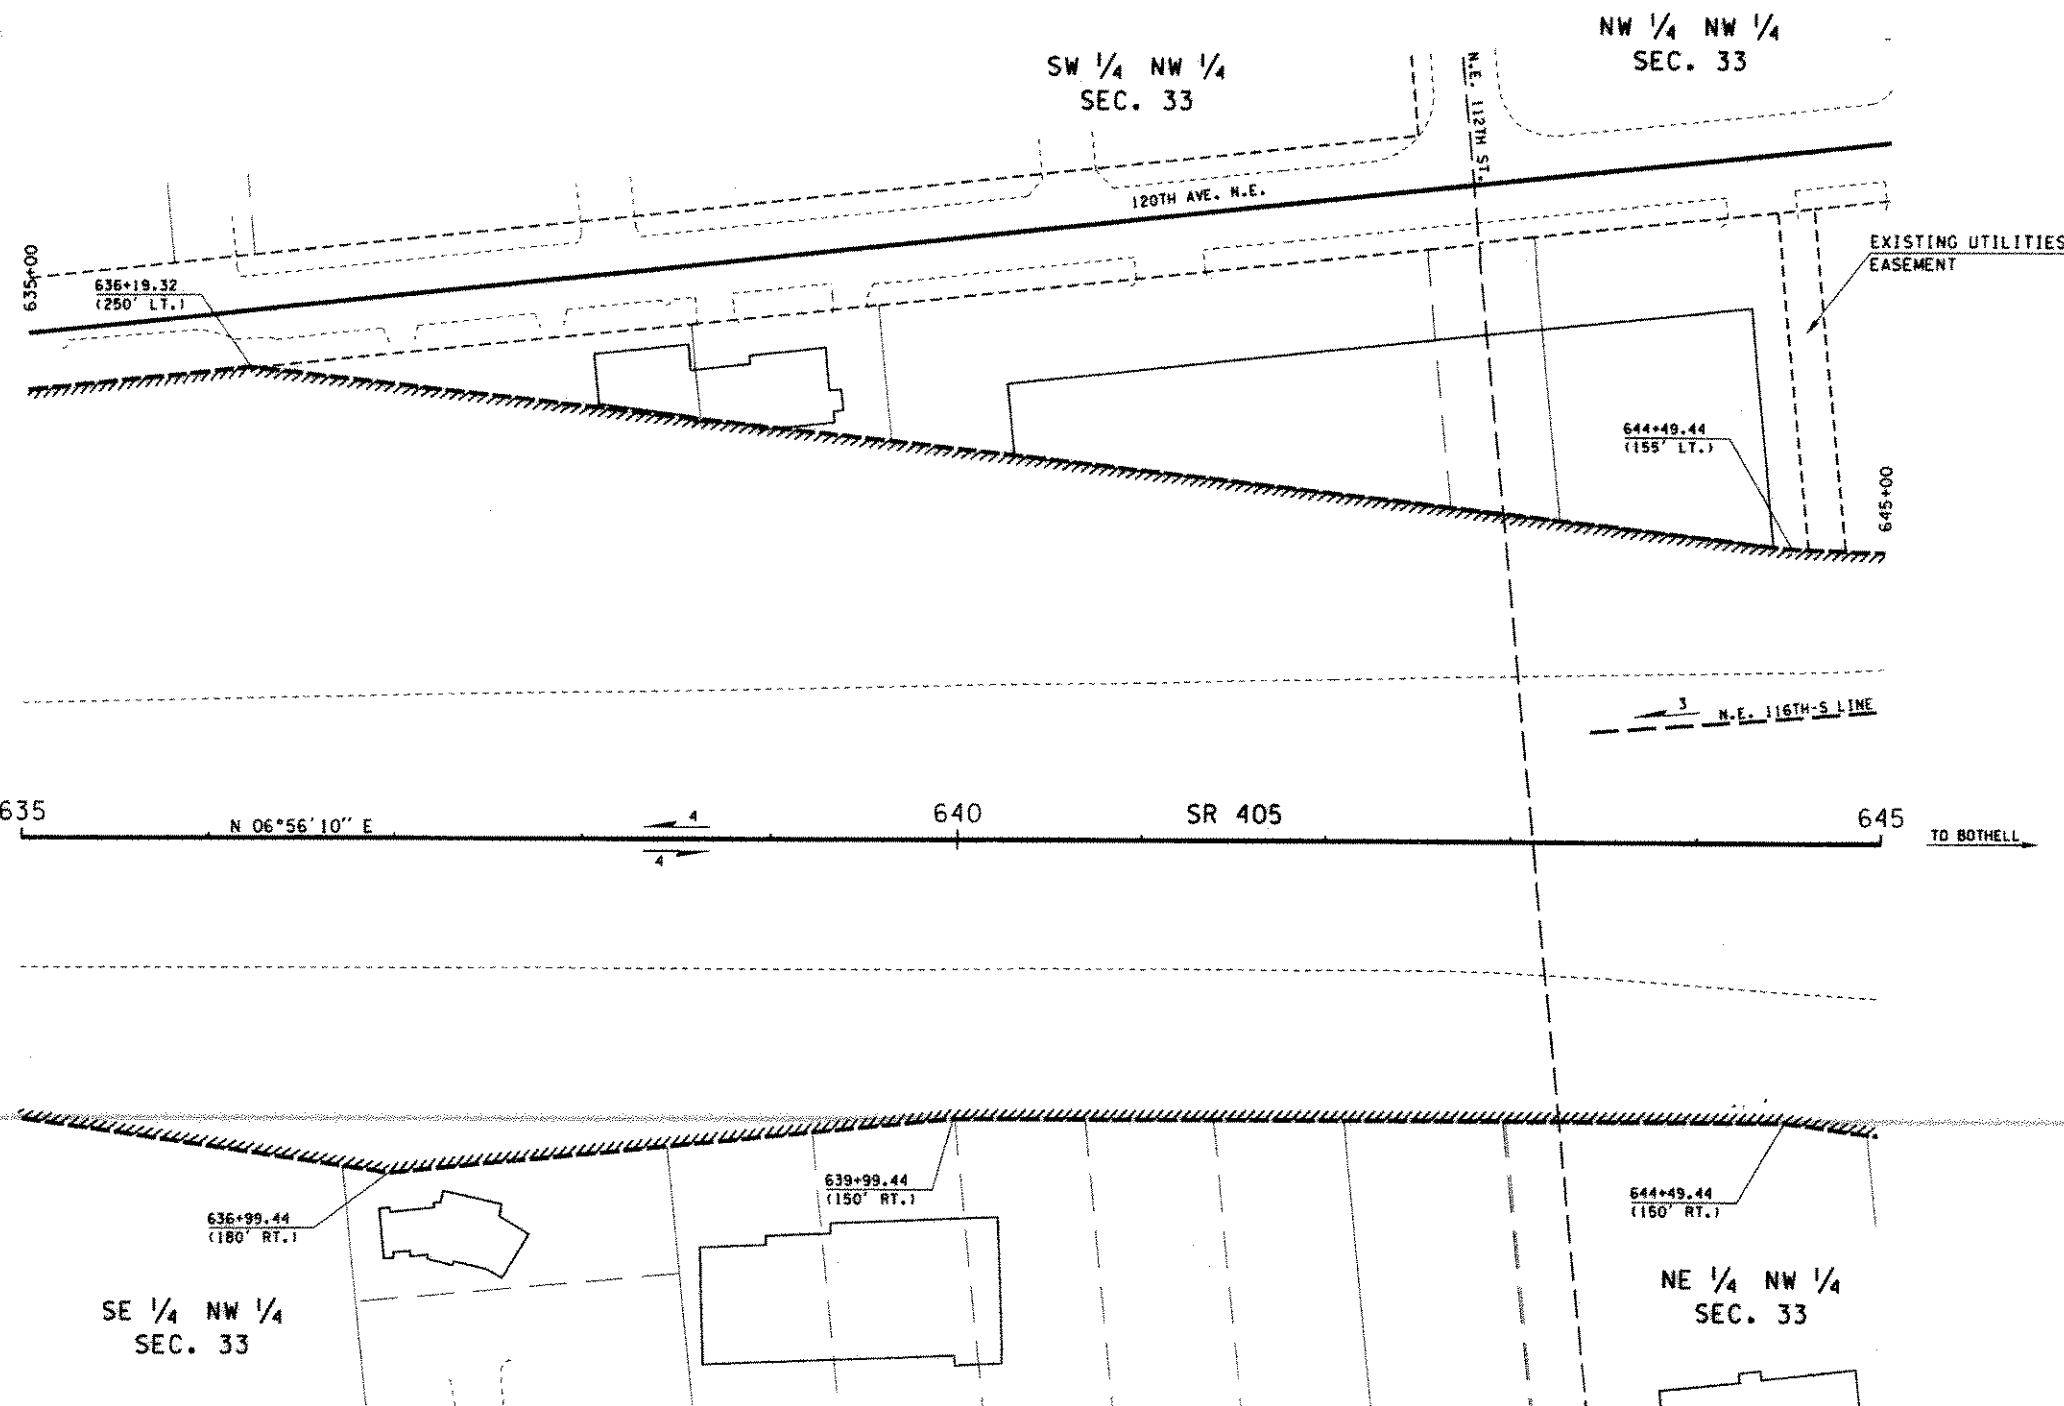 NW 1/4 NW 1/4
SEC. 33
SW 1/4 NW 1/4
SEC. 33
N.E. 112TH ST.
120TH AVE. N.E.
EXISTING UTILITIES
EASEMENT
635+00
636+19.32
(250' LT.)
644+49.44
(155' LT.)
645+00
3
N.E. 116TH-S LINE
635
N 06°56'10" E
4
4
640
SR 405
645
TO BOTHELL
639+99.44
(150' RT.)
636+99.44
(180' RT.)
644+49.44
(150' RT.)
SE 1/4 NW 1/4
SEC. 33
NE 1/4 NW 1/4
SEC. 33